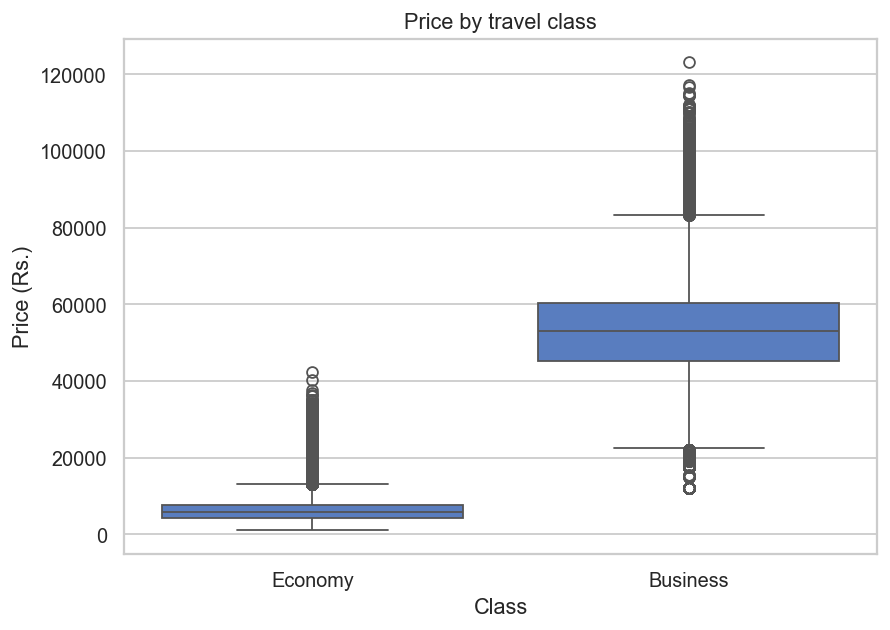 Price by travel class
120000
100000
80000
60000
40000
20000
0
Price (Rs.)
Economy
Business
Class